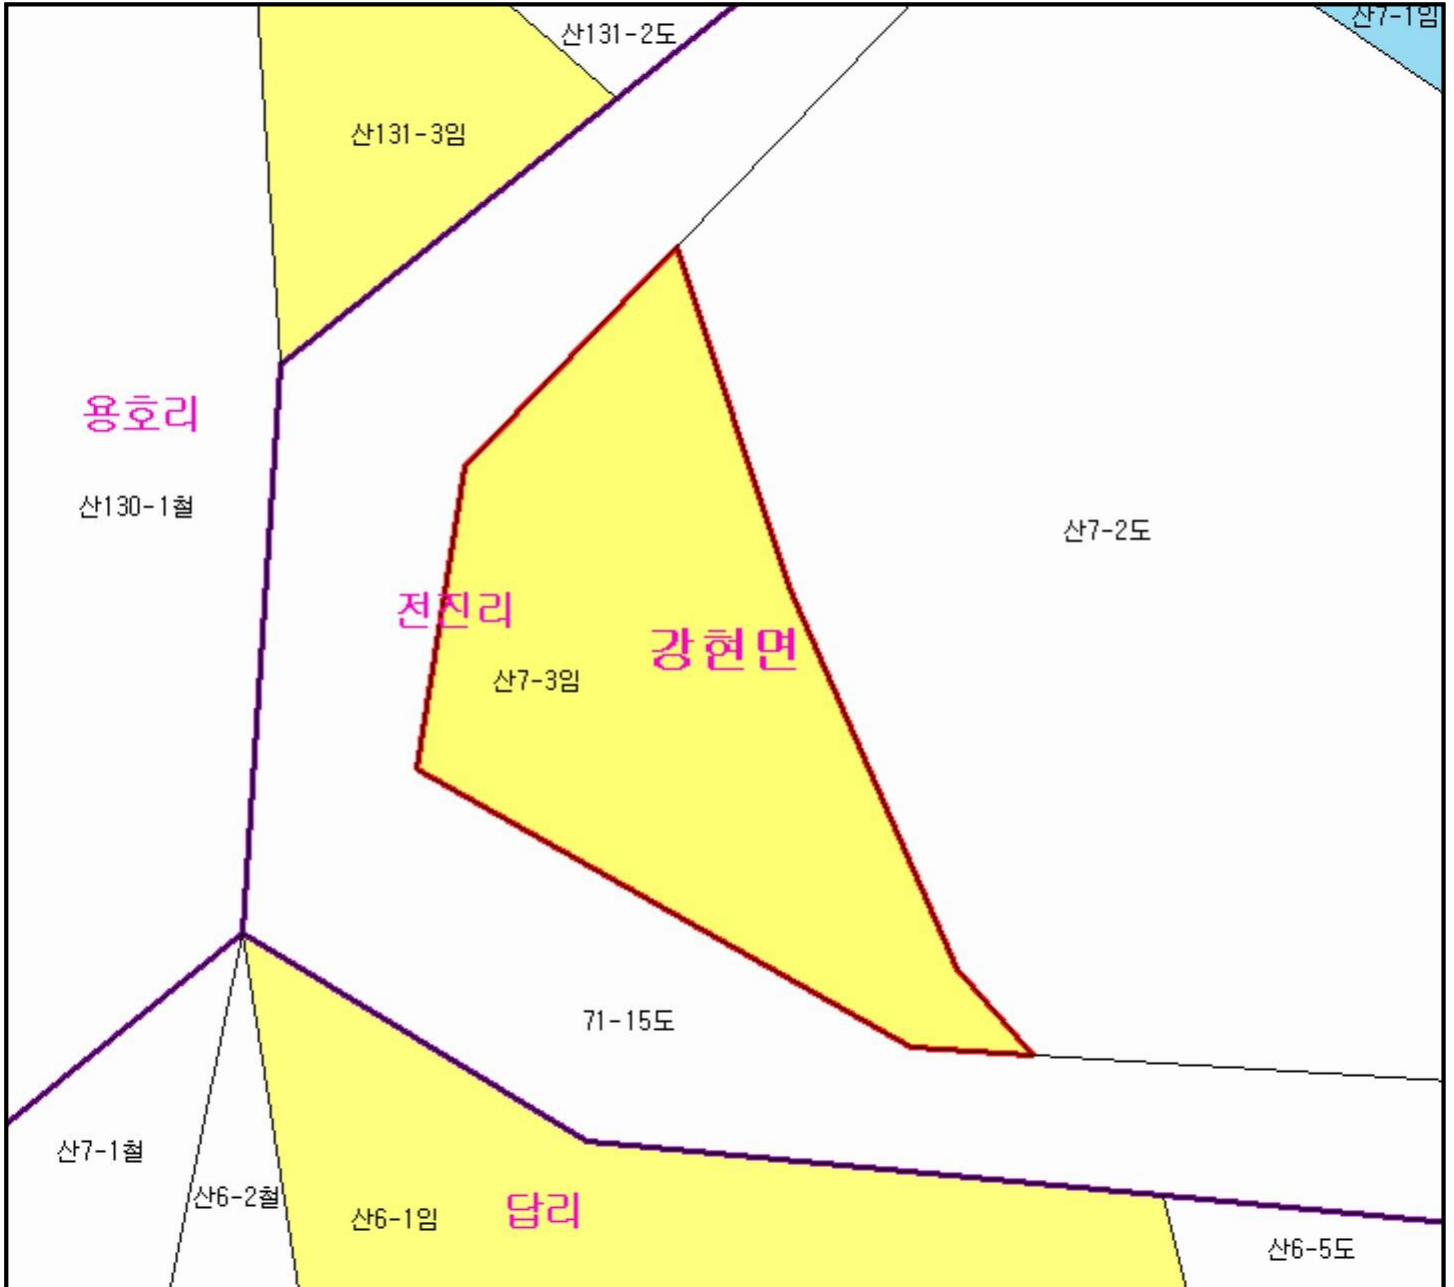 산7-1임
산131-2도
산131-3임
용호리
산130-1철
산7-2도
전진리
강현면
산7-3임
71-15도
산7-1철
산6-2철
산6-1임
답리
산6-5도